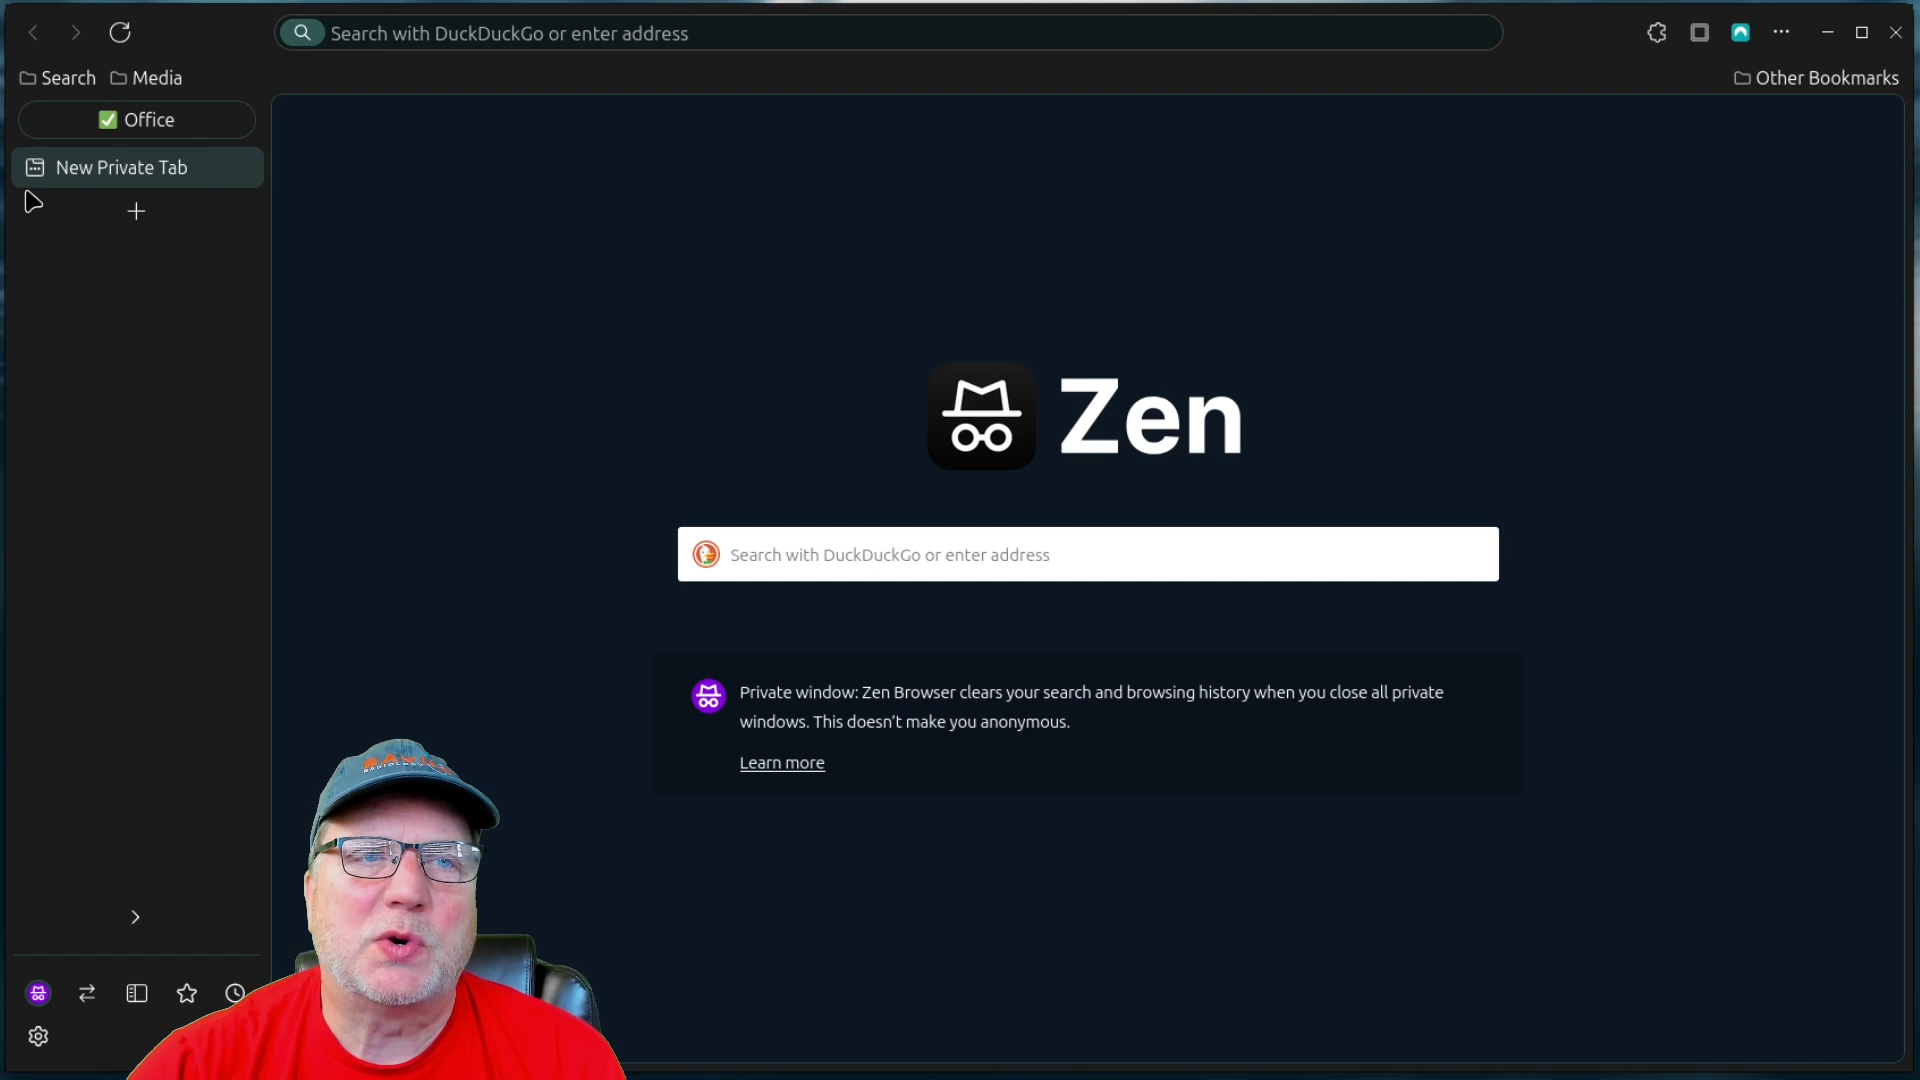 Search with DuckDuckGo or enter address
Search
Media
Other Bookmarks
Office
New Private Tab
Zen
Search with DuckDuckGo or enter address
Private window: Zen Browser clears your search and browsing history when you close all private
windows. This doesn’t make you anonymous.
Learn more